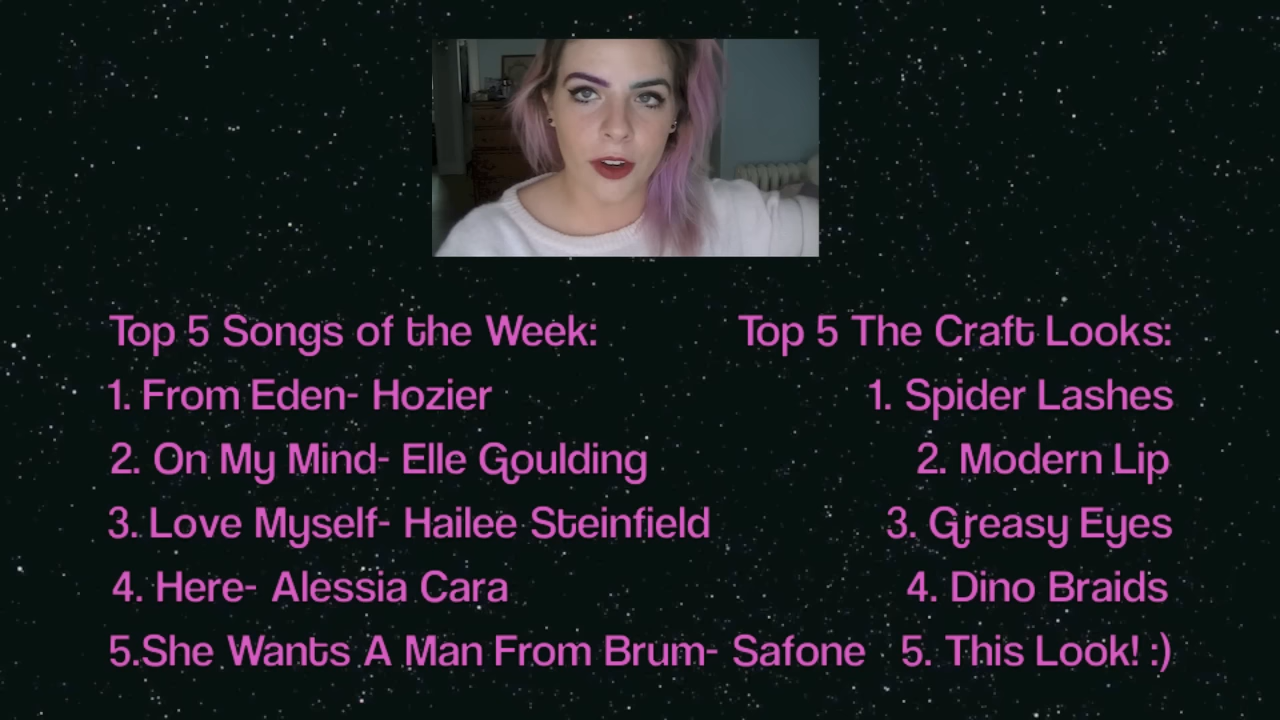 Top 5 Songs of the Week:
1. From Eden- Hozier
2. On My Mind- Elle Goulding
3. Love Myself- Hailee Steinfield
4. Here- Alessia Cara
5.She Wants A Man From Brum- Safone
Top 5 The Craft Looks:
1. Spider Lashes
2. Modern Lip
3. Greasy Eyes
4. Dino Braids
5. This Look! :)